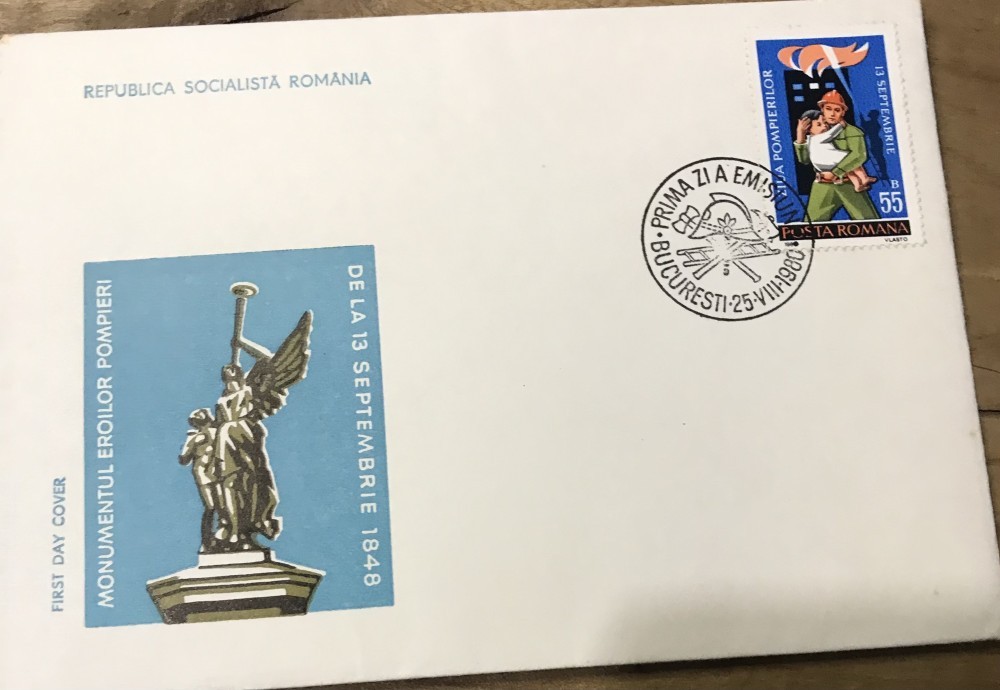 REPUBLICA SOCIALISTĂ ROMÂNIA
ZIUA POMPIERILOR
13 SEPTEMBRIE
B
55
POSTA ROMANA
VLASTO
PRIMA ZI A EMISIUNII
BUCUREȘTI·25·VIII·1980
MONUMENTUL EROILOR POMPIERI
DE LA 13 SEPTEMBRIE 1848
FIRST DAY COVER